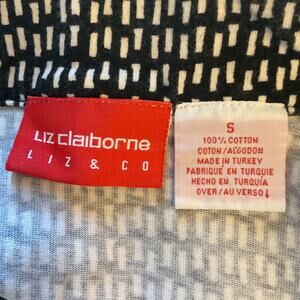 Liz claiborne
LIZ & CO
S
100% COTTON
COTON/ALGODON
MADE IN TURKEY
FABRIQUE EN TURQUIE
HECHO EN TURQUÍA
OVER/AU VERSO↓